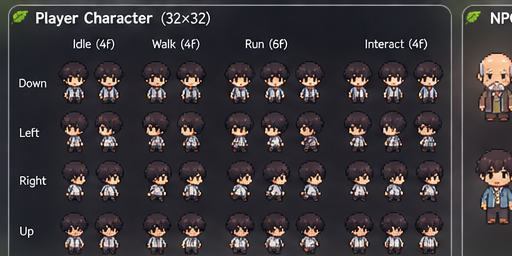 Player Character (32×32)
NPC
Idle (4f) Walk (4f) Run (6f) Interact (4f)
Down
Left
Right
Up